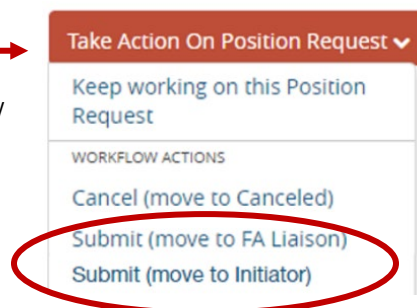 Take Action On Position Request
Keep working on this Position
Request
WORKFLOW ACTIONS
Cancel (move to Canceled)
Submit (move to FA Liaison)
Submit (move to Initiator)